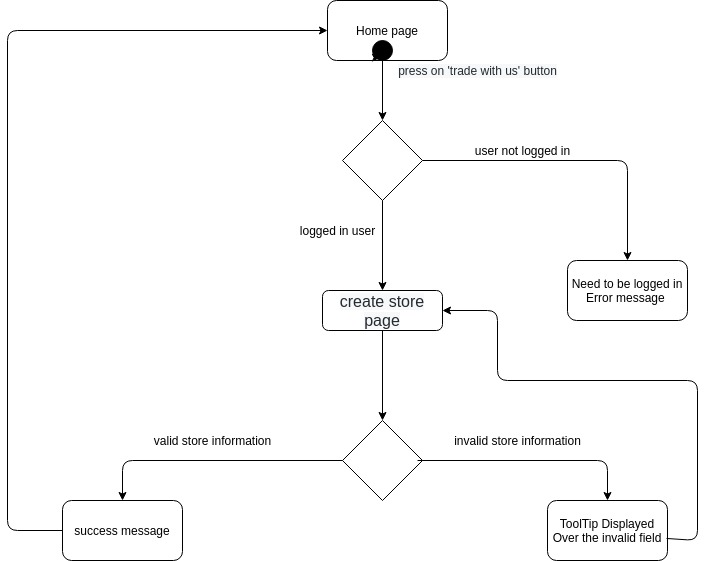 Home page
press on 'trade with us' button
user not logged in
logged in user
Need to be logged in
Error message
create store
page
valid store information
invalid store information
success message
ToolTip Displayed
Over the invalid field